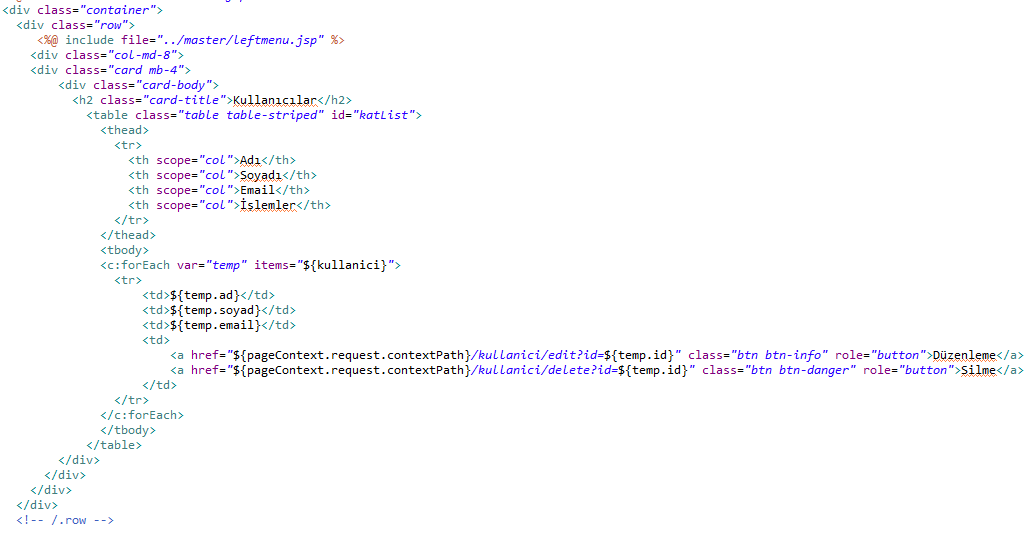 <div class="container">
<div class="row">
<%@ include file="../master/leftmenu.jsp" %>
<div class="col-md-8">
<div class="card mb-4">
<div class="card-body">
<h2 class="card-title">Kullanıcılar</h2>
<table class="table table-striped" id="katList">
<thead>
<tr>
<th scope="col">Adı</th>
<th scope="col">Soyadı</th>
<th scope="col">Email</th>
<th scope="col">İşlemler</th>
</tr>
</thead>
<tbody>
<c:forEach var="temp" items="${kullanici}">
<tr>
<td>${temp.ad}</td>
<td>${temp.soyad}</td>
<td>${temp.email}</td>
<td>
<a href="${pageContext.request.contextPath}/kullanici/edit?id=${temp.id}" class="btn btn-info" role="button">Düzenleme</a>
<a href="${pageContext.request.contextPath}/kullanici/delete?id=${temp.id}" class="btn btn-danger" role="button">Silme</a>
</td>
</tr>
</c:forEach>
</tbody>
</table>
</div>
</div>
</div>
</div>
<!-- /.row -->